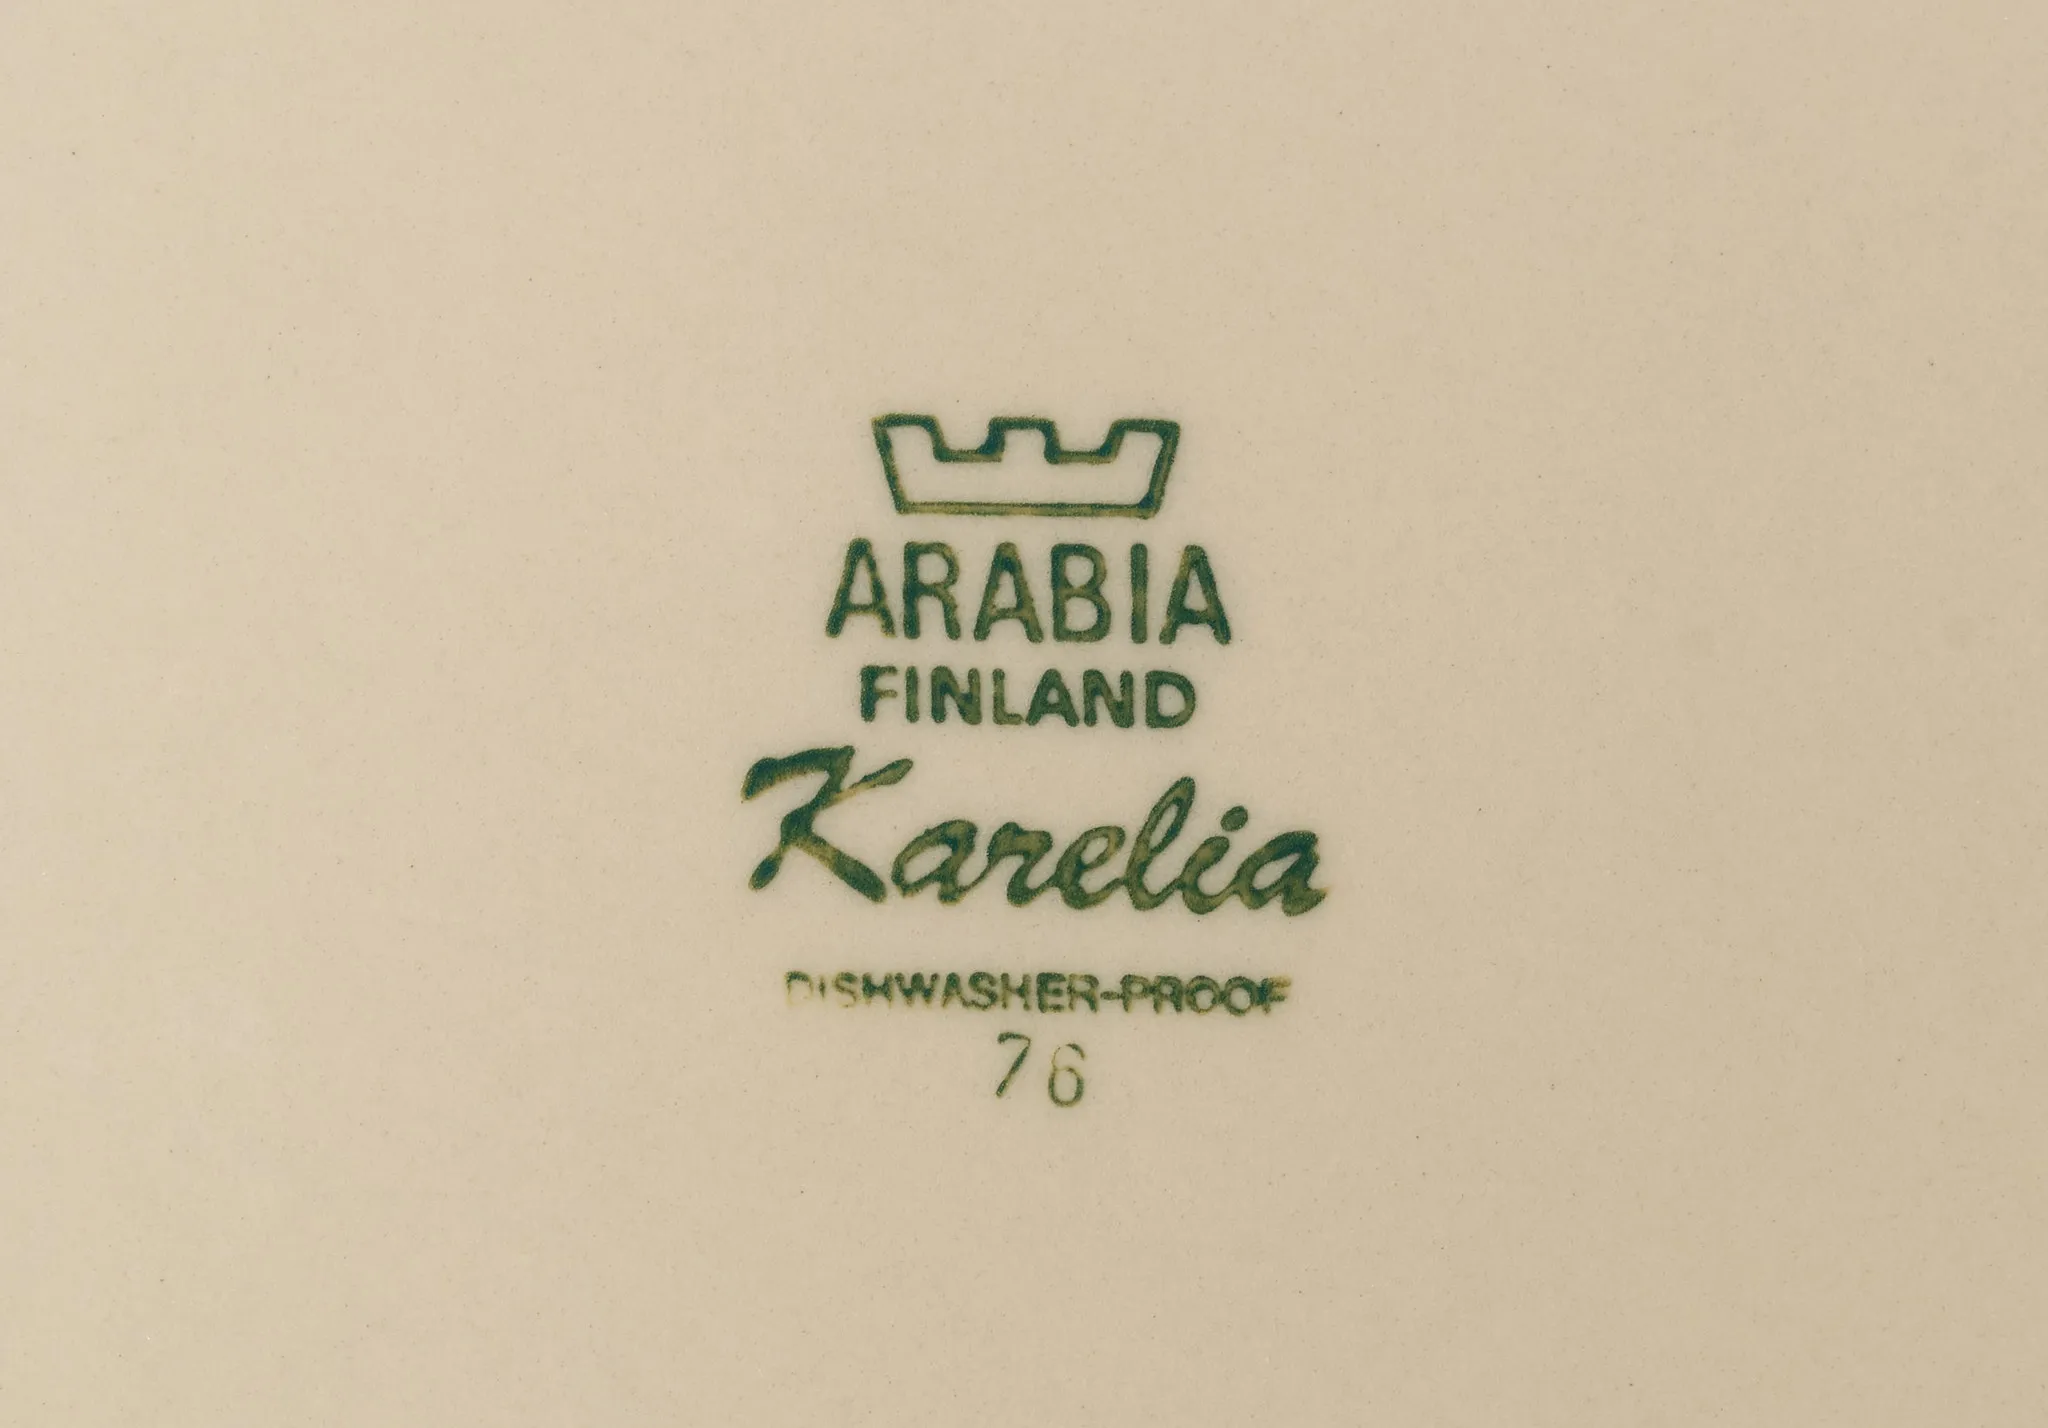 ARABIA
FINLAND
Karelia
DISHWASHER-PROOF
76